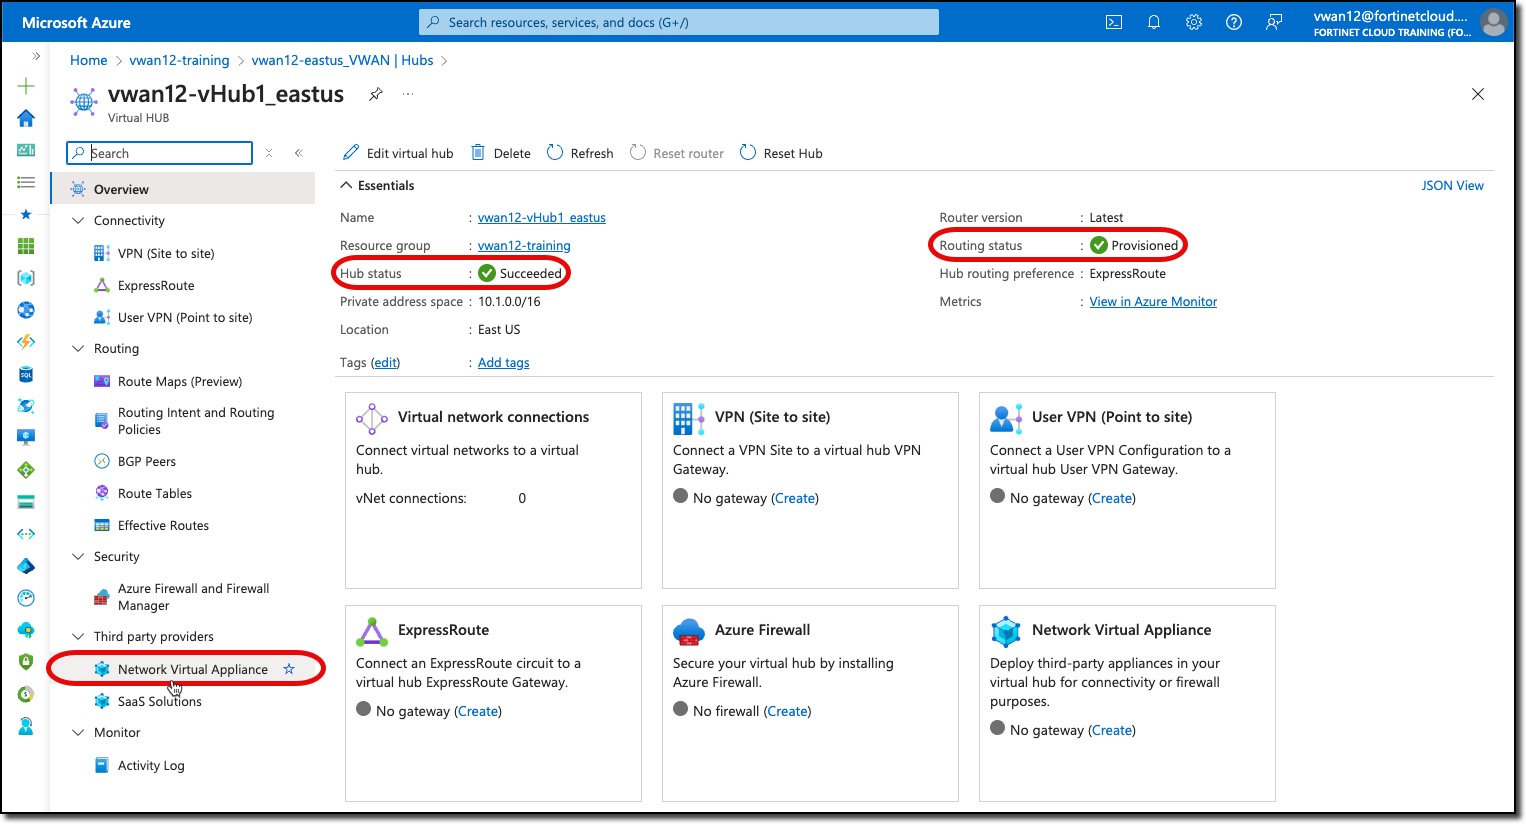 Microsoft Azure
Search resources, services, and docs (G+/)
vwan12@fortinetcloud....
FORTINET CLOUD TRAINING (FO...
Home > vwan12-training > vwan12-eastus_VWAN | Hubs >
vwan12-vHub1_eastus
Virtual HUB
Search
Overview
Connectivity
VPN (Site to site)
ExpressRoute
User VPN (Point to site)
Routing
Route Maps (Preview)
Routing Intent and Routing
Policies
BGP Peers
Route Tables
Effective Routes
Security
Azure Firewall and Firewall
Manager
Third party providers
Network Virtual Appliance
SaaS Solutions
Monitor
Activity Log
Edit virtual hub Delete Refresh Reset router Reset Hub
Essentials
JSON View
Name : vwan12-vHub1_eastus
Resource group : vwan12-training
Hub status : Succeeded
Private address space : 10.1.0.0/16
Location : East US
Tags (edit) : Add tags
Router version : Latest
Routing status : Provisioned
Hub routing preference : ExpressRoute
Metrics : View in Azure Monitor
Virtual network connections
Connect virtual networks to a virtual
hub.
vNet connections: 0
VPN (Site to site)
Connect a VPN Site to a virtual hub VPN
Gateway.
No gateway (Create)
User VPN (Point to site)
Connect a User VPN Configuration to a
virtual hub User VPN Gateway.
No gateway (Create)
ExpressRoute
Connect an ExpressRoute circuit to a
virtual hub ExpressRoute Gateway.
No gateway (Create)
Azure Firewall
Secure your virtual hub by installing
Azure Firewall.
No firewall (Create)
Network Virtual Appliance
Deploy third-party appliances in your
virtual hub for connectivity or firewall
purposes.
No gateway (Create)